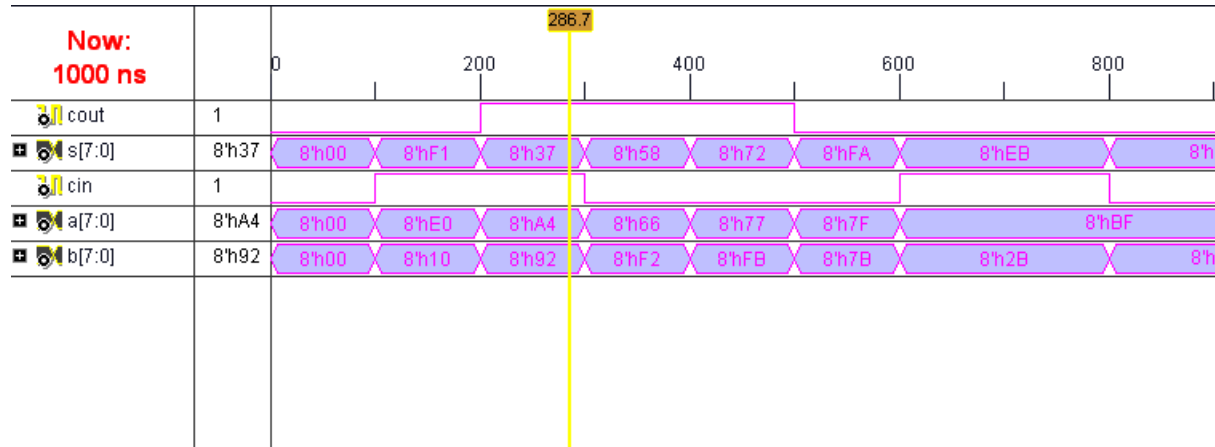 286.7
Now:
1000 ns
0 200 400 600 800
cout 1
s[7:0] 8'h37 8'h00 8'hF1 8'h37 8'h58 8'h72 8'hFA 8'hEB 8'h
cin 1
a[7:0] 8'hA4 8'h00 8'hE0 8'hA4 8'h66 8'h77 8'h7F 8'hBF
b[7:0] 8'h92 8'h00 8'h10 8'h92 8'hF2 8'hFB 8'h7B 8'h2B 8'h